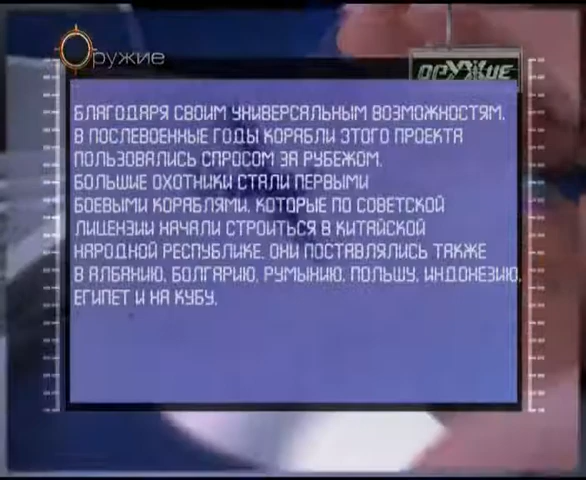 Оружие
ОРУЖИЕ
БЛАГОДАРЯ СВОИМ УНИВЕРСАЛЬНЫМ ВОЗМОЖНОСТЯМ,
В ПОСЛЕВОЕННЫЕ ГОДЫ КОРАБЛИ ЭТОГО ПРОЕКТА
ПОЛЬЗОВАЛИСЬ СПРОСОМ ЗА РУБЕЖОМ.
БОЛЬШИЕ ОХОТНИКИ СТАЛИ ПЕРВЫМИ
БОЕВЫМИ КОРАБЛЯМИ, КОТОРЫЕ ПО СОВЕТСКОЙ
ЛИЦЕНЗИИ НАЧАЛИ СТРОИТЬСЯ В КИТАЙСКОЙ
НАРОДНОЙ РЕСПУБЛИКЕ. ОНИ ПОСТАВЛЯЛИСЬ ТАКЖЕ
В АЛБАНИЮ, БОЛГАРИЮ, РУМЫНИЮ, ПОЛЬШУ, ИНДОНЕЗИЮ,
ЕГИПЕТ И НА КУБУ.